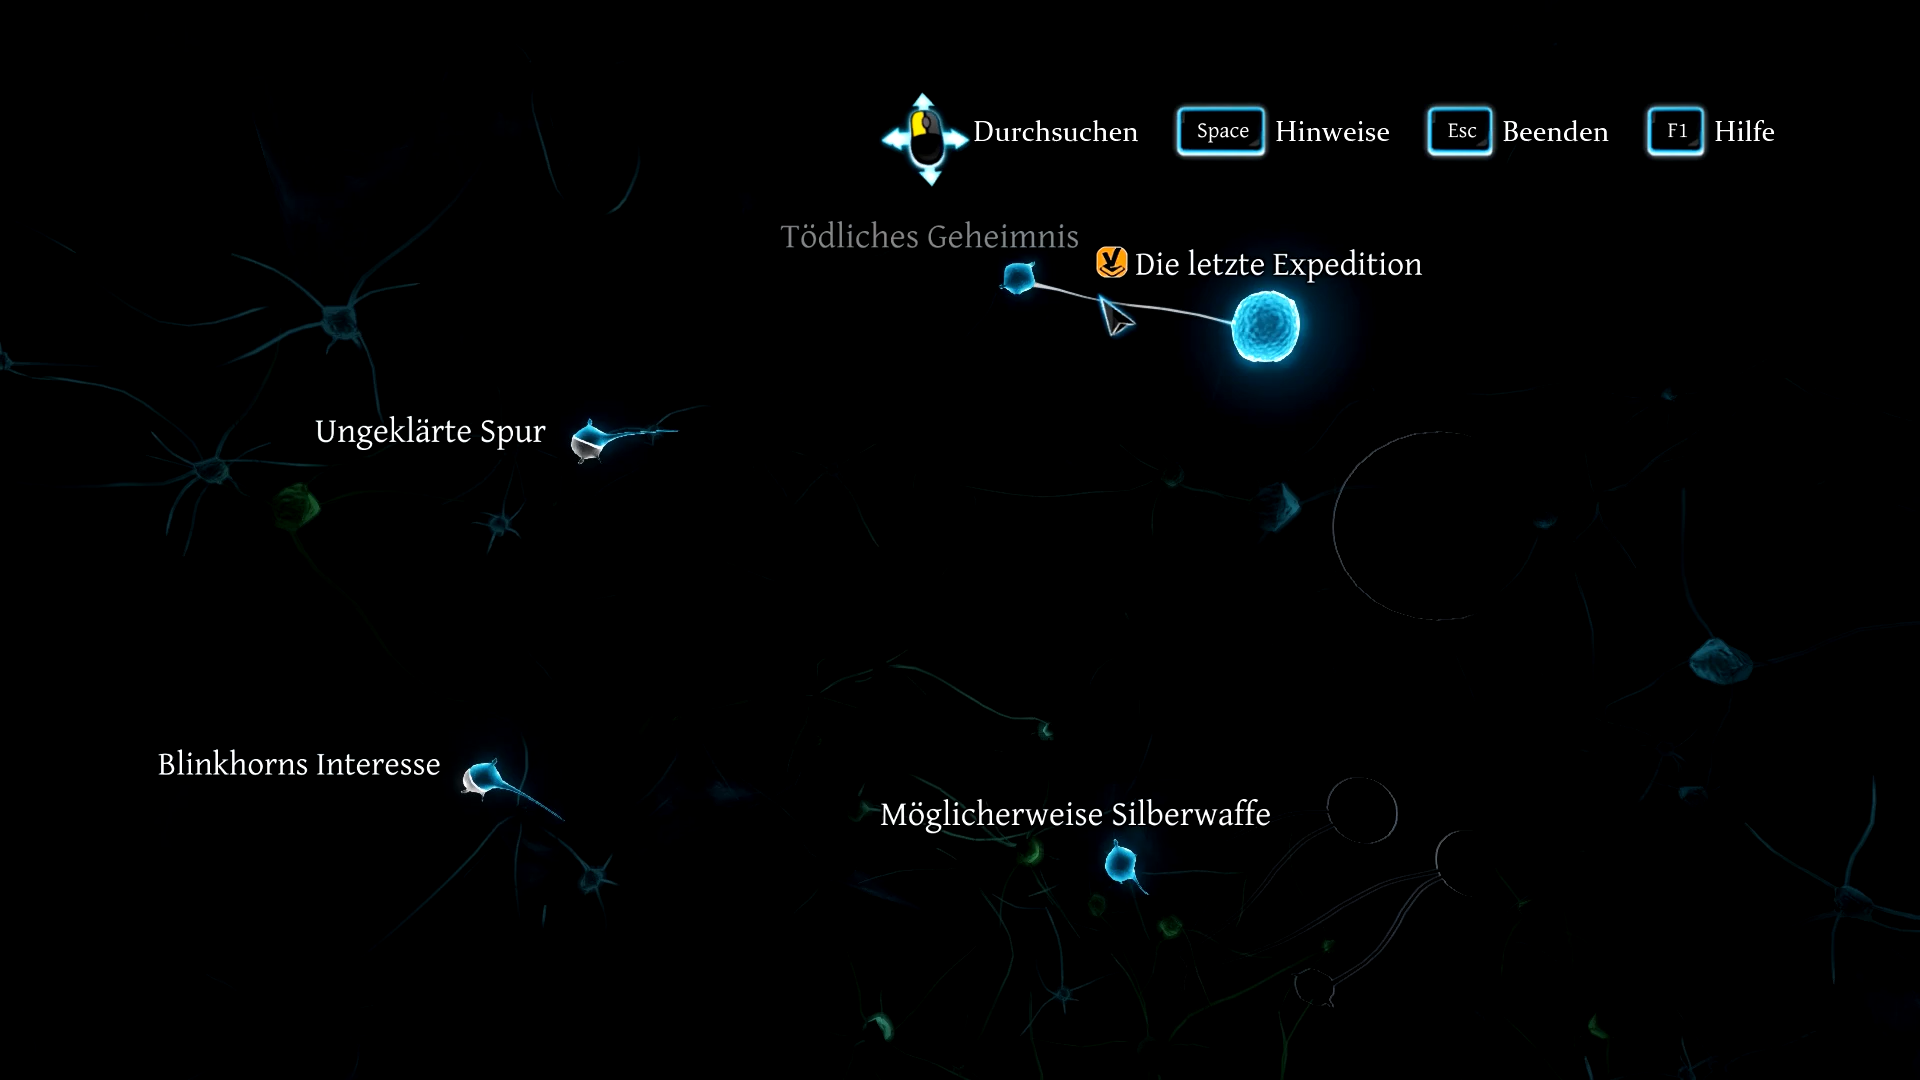 Durchsuchen
Space Hinweise
Esc Beenden
F1 Hilfe
Tödliches Geheimnis
Die letzte Expedition
Ungeklärte Spur
Blinkhorns Interesse
Möglicherweise Silberwaffe